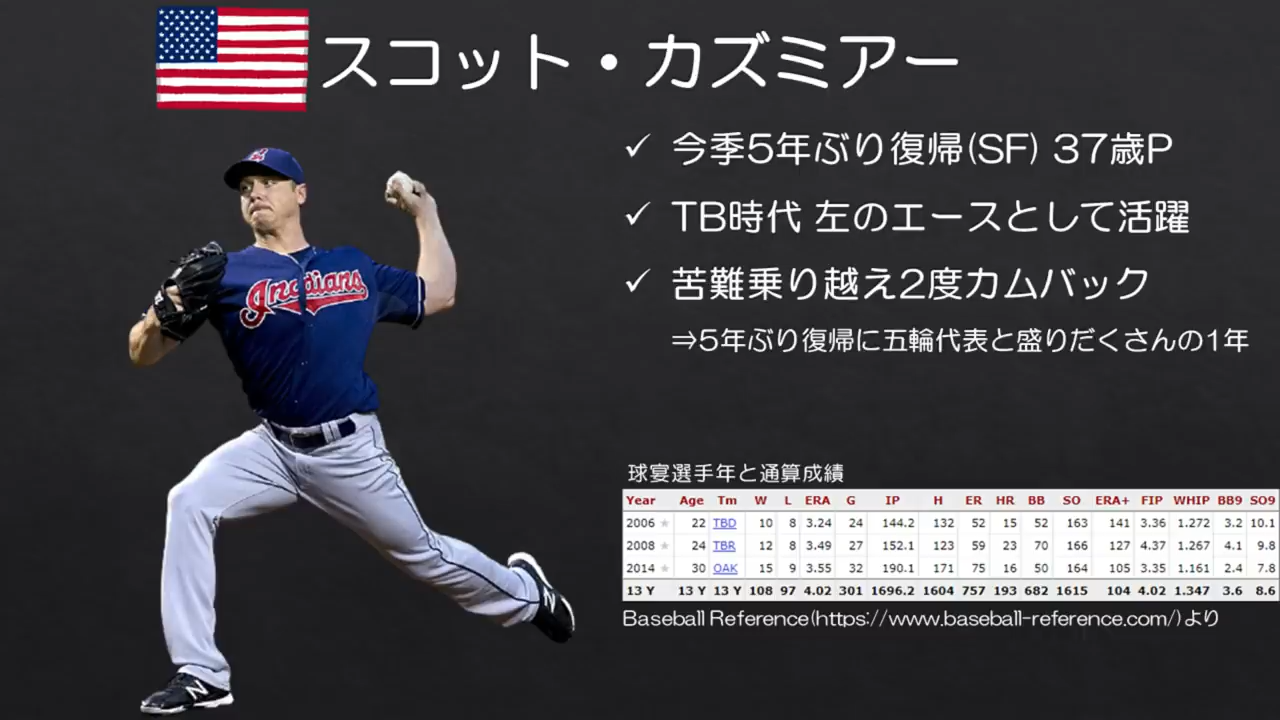 スコット・カズミアー
✓ 今季5年ぶり復帰(SF) 37歳P
✓ TB時代 左のエースとして活躍
✓ 苦難乗り越え2度カムバック
⇒5年ぶり復帰に五輪代表と盛りだくさんの1年
Indians
球宴選手年と通算成績
Year Age Tm W L ERA G IP H ER HR BB SO ERA+ FIP WHIP BB9 SO9
2006 ★ 22 TBD 10 8 3.24 24 144.2 132 52 15 52 163 141 3.36 1.272 3.2 10.1
2008 ★ 24 TBR 12 8 3.49 27 152.1 123 59 23 70 166 127 4.37 1.267 4.1 9.8
2014 ★ 30 OAK 15 9 3.55 32 190.1 171 75 16 50 164 105 3.35 1.161 2.4 7.8
13 Y 13 Y 13 Y 108 97 4.02 301 1696.2 1604 757 193 682 1615 104 4.02 1.347 3.6 8.6
Baseball Reference(https://www.baseball-reference.com/)より